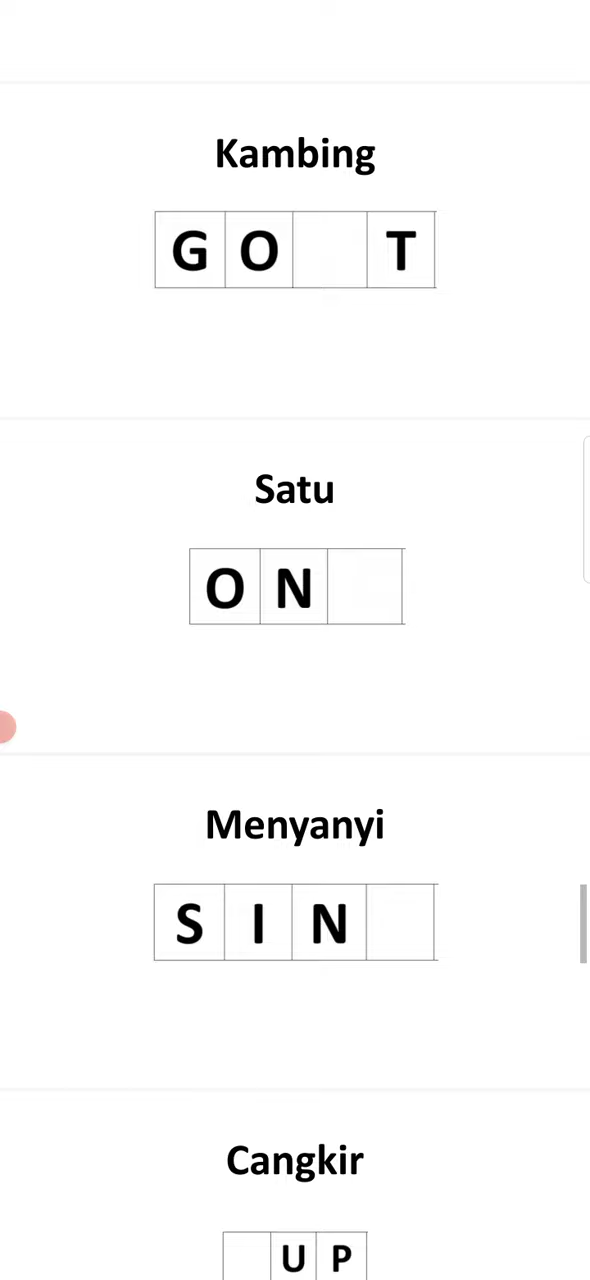 Kambing
G O T
Satu
O N
Menyanyi
S I N
Cangkir
U P